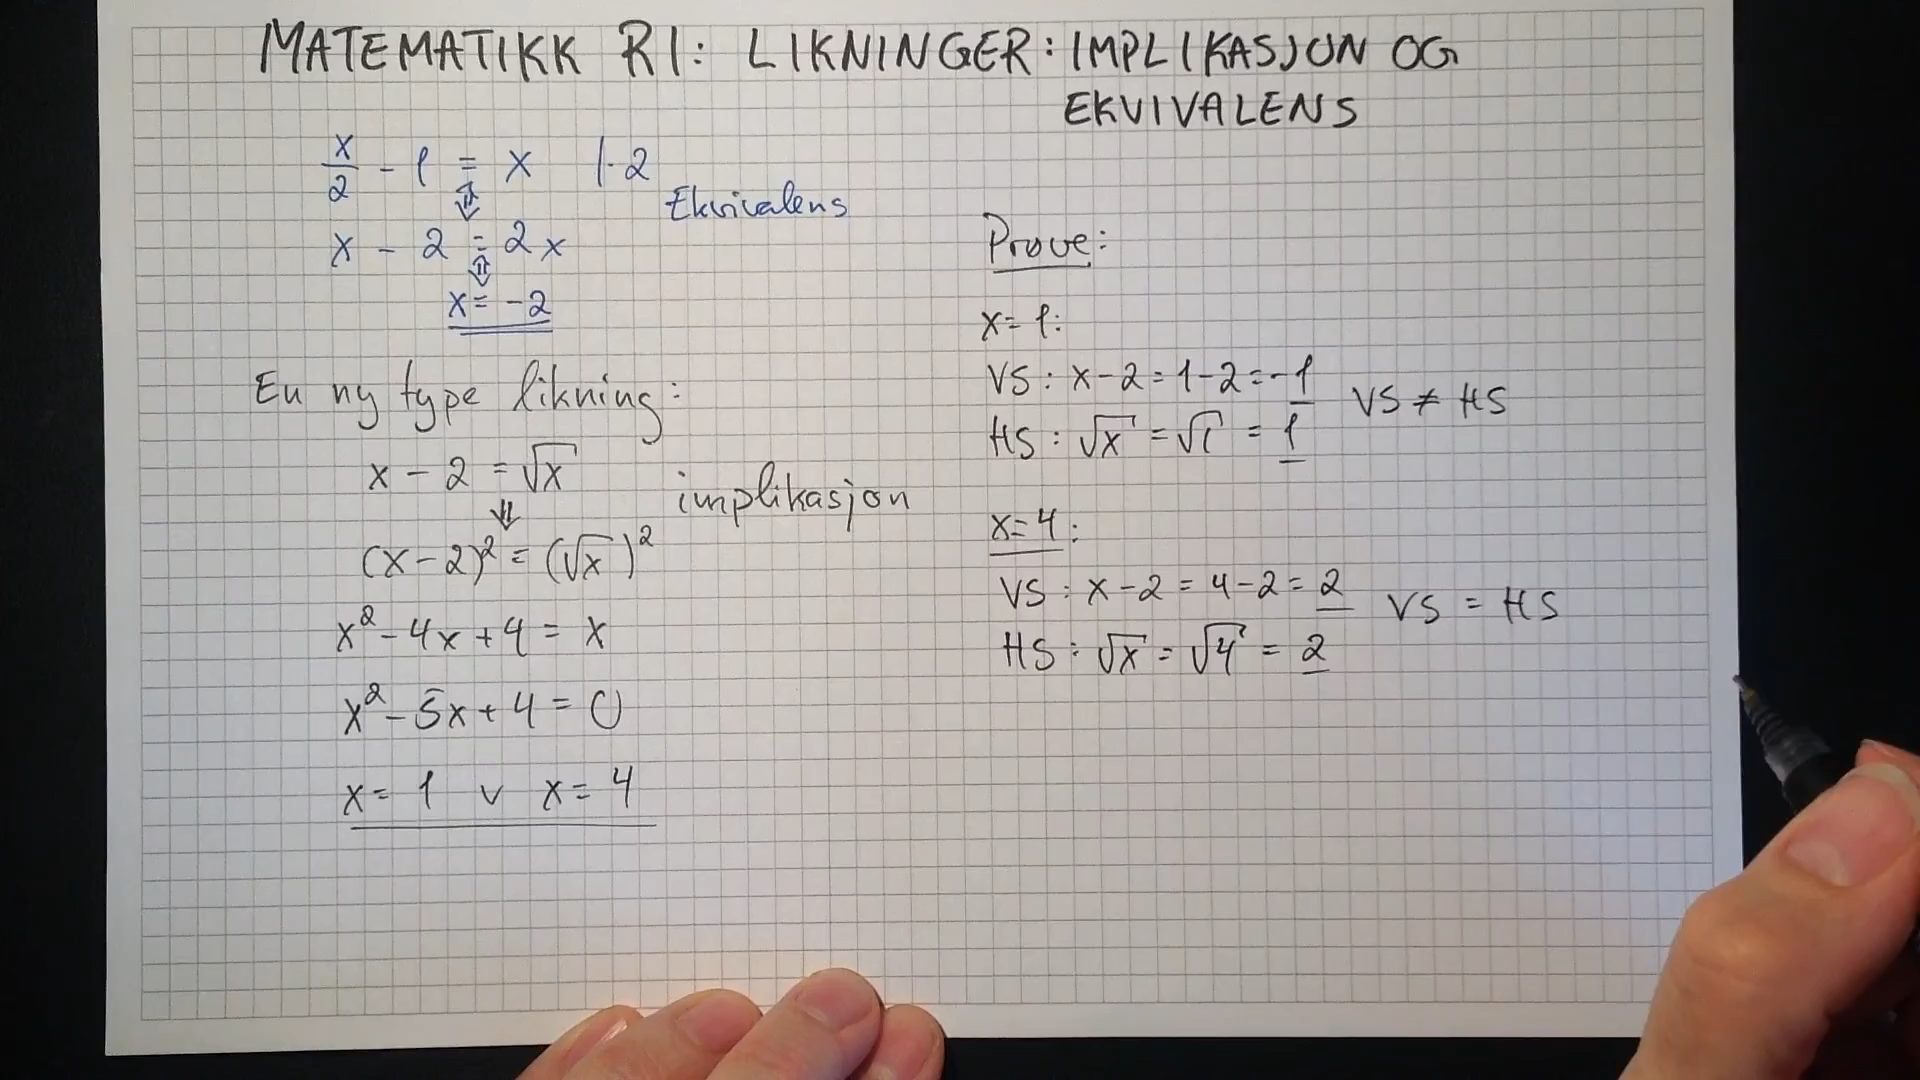 MATEMATIKK R1: LIKNINGER: IMPLIKASJON OG
EKVIVALENS
x/2 - 1 = x |·2
⇕
Ekvivalens
x - 2 = 2x
⇕
x = -2
En ny type likning:
x - 2 = √x
⇓
implikasjon
(x - 2)² = (√x)²
x² - 4x + 4 = x
x² - 5x + 4 = 0
x = 1 ∨ x = 4
Prøve:
x = 1:
VS: x - 2 = 1 - 2 = -1
HS: √x = √1 = 1
VS ≠ HS
x = 4:
VS: x - 2 = 4 - 2 = 2
HS: √x = √4 = 2
VS = HS